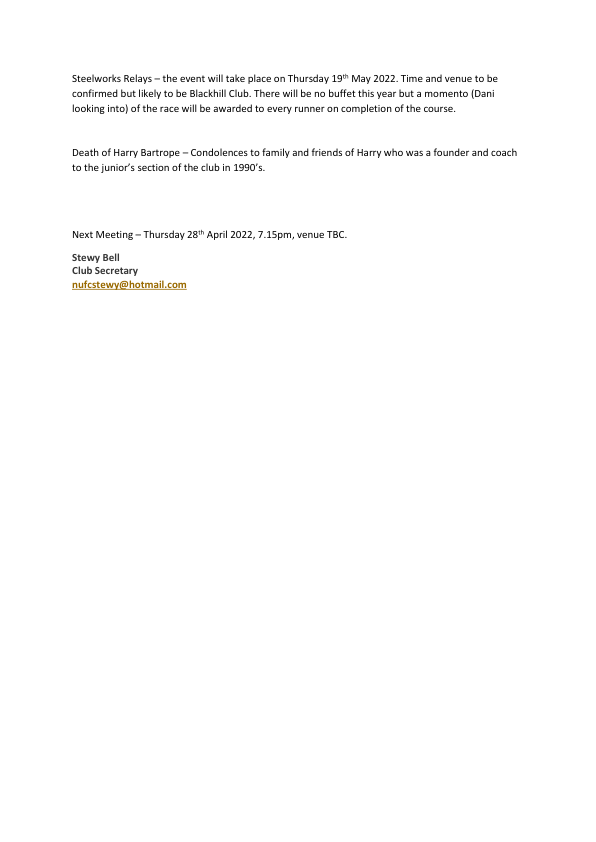 Steelworks Relays – the event will take place on Thursday 19th May 2022. Time and venue to be
confirmed but likely to be Blackhill Club. There will be no buffet this year but a momento (Dani
looking into) of the race will be awarded to every runner on completion of the course.
Death of Harry Bartrope – Condolences to family and friends of Harry who was a founder and coach
to the junior’s section of the club in 1990’s.
Next Meeting – Thursday 28th April 2022, 7.15pm, venue TBC.
Stewy Bell
Club Secretary
nufcstewy@hotmail.com